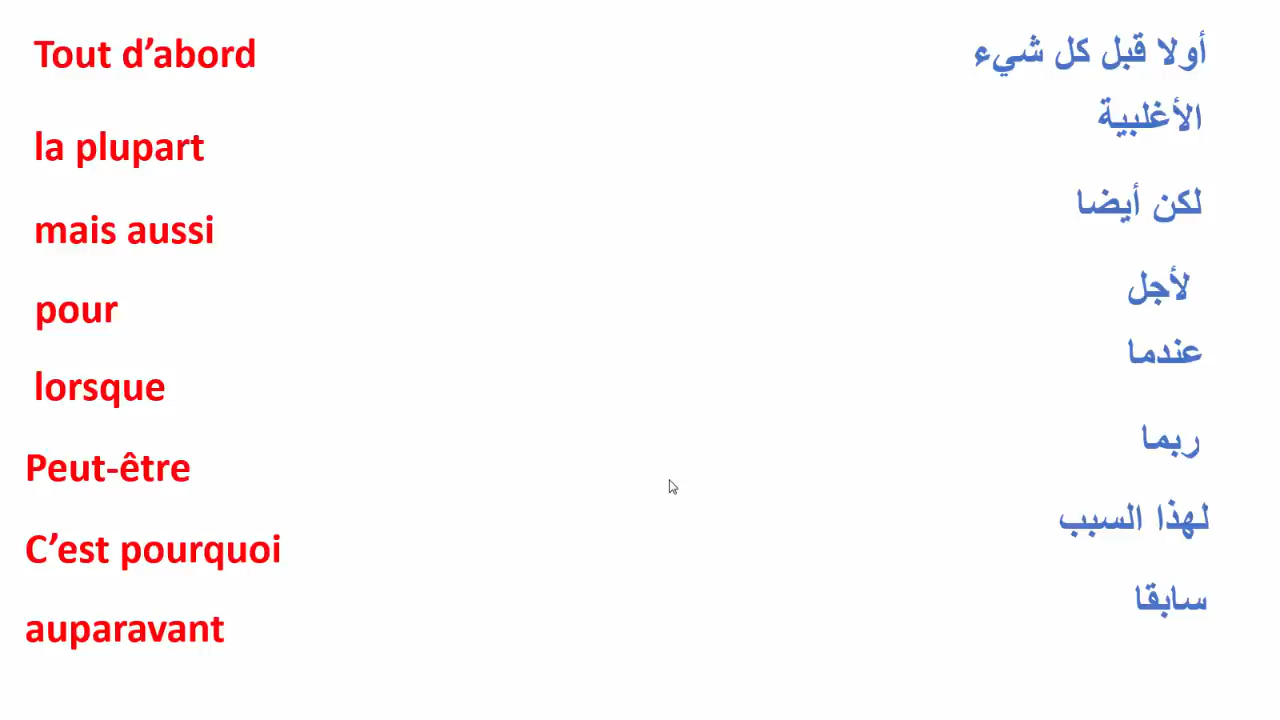 Tout d’abord أولا قبل كل شيء
la plupart الأغلبية
mais aussi لكن أيضا
pour لأجل
lorsque عندما
Peut-être ربما
C’est pourquoi لهذا السبب
auparavant سابقا